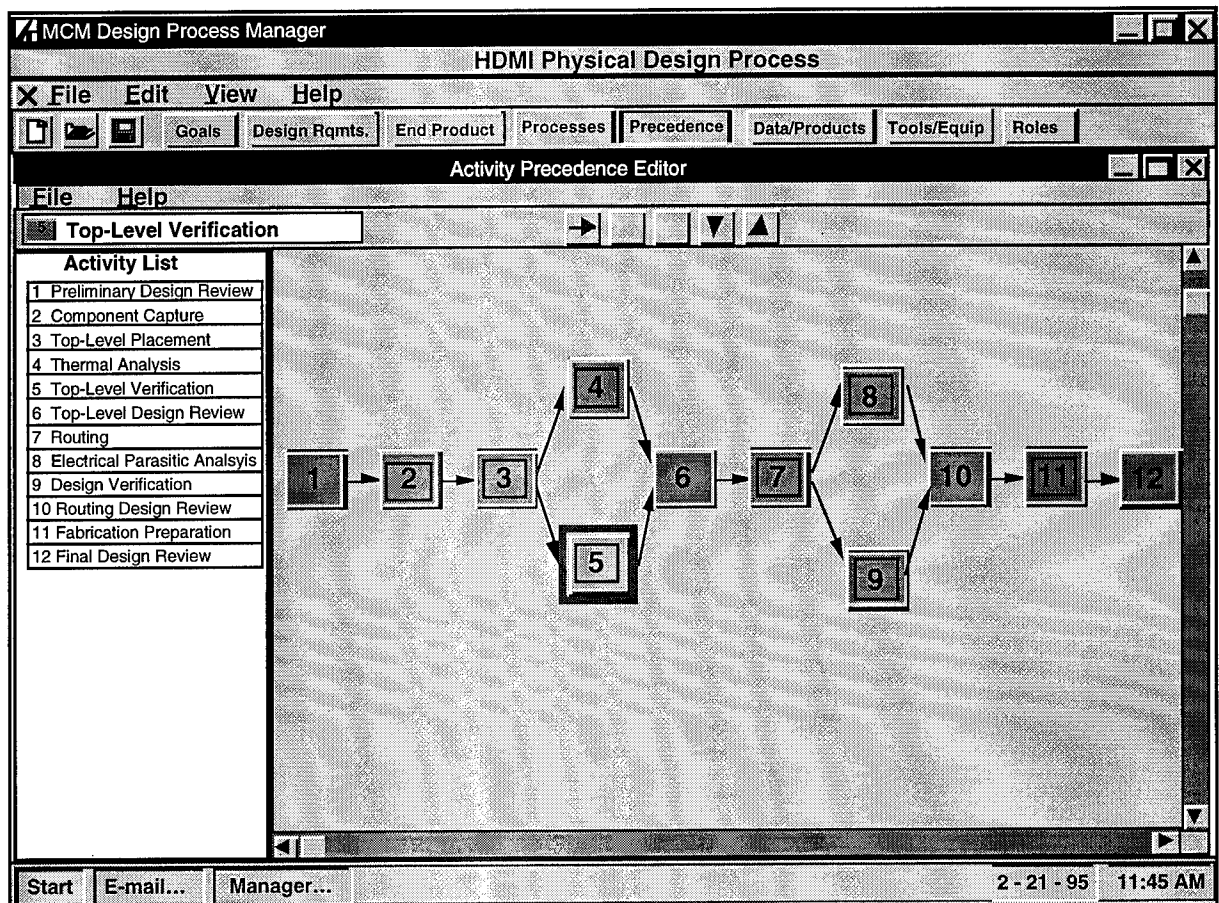 MCM Design Process Manager
HDMI Physical Design Process
X File Edit View Help
Goals Design Rqmts. End Product Processes Precedence Data/Products Tools/Equip Roles
Activity Precedence Editor
File Help
5 Top-Level Verification
Activity List
1 Preliminary Design Review
2 Component Capture
3 Top-Level Placement
4 Thermal Analysis
5 Top-Level Verification
6 Top-Level Design Review
7 Routing
8 Electrical Parasitic Analsyis
9 Design Verification
10 Routing Design Review
11 Fabrication Preparation
12 Final Design Review
4
8
1 2 3 6 7 10 11 12
5
9
Start E-mail... Manager... 2 - 21 - 95 11:45 AM